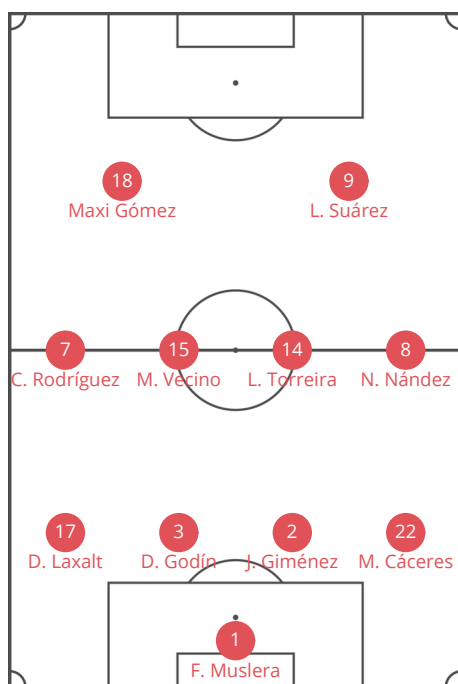 18 9
Maxi Gómez L. Suárez
7 15 14 8
C. Rodríguez M. Vecino L. Torreira N. Nández
17 3 2 22
D. Laxalt D. Godín J. Giménez M. Cáceres
1
F. Muslera